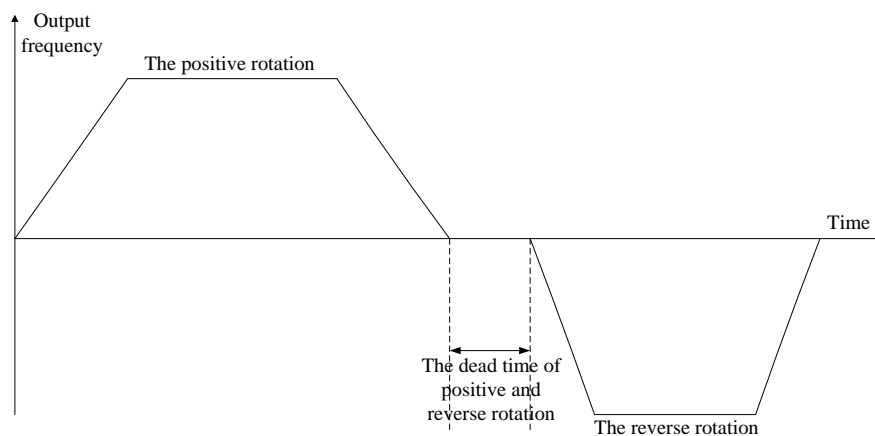 Output
frequency
The positive rotation
Time
The dead time of
positive and
reverse rotation
The reverse rotation